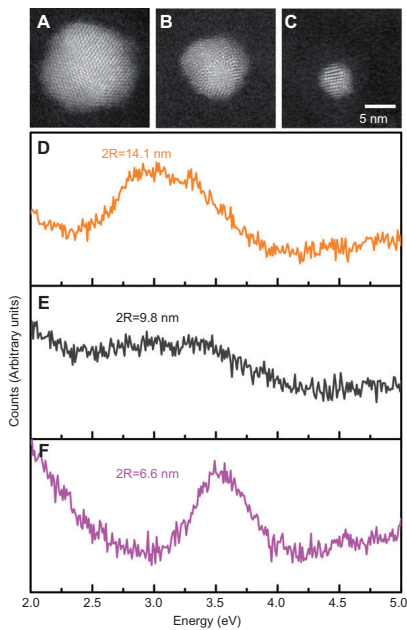 A
B
C
5 nm
D
2R=14.1 nm
E
2R=9.8 nm
F
2R=6.6 nm
Counts (Arbitrary units)
2.0 2.5 3.0 3.5 4.0 4.5 5.0
Energy (eV)